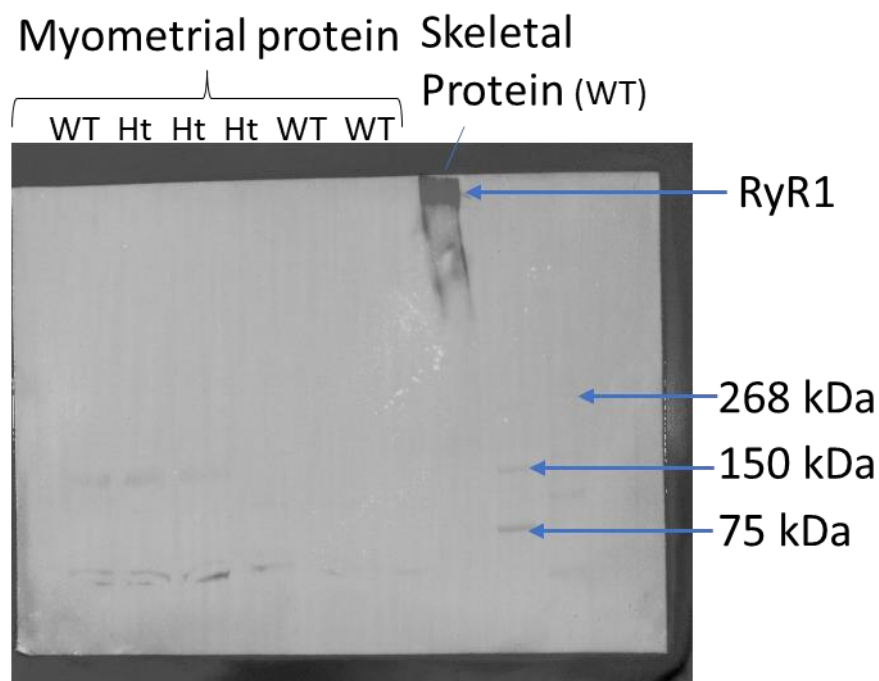 Myometrial protein
Skeletal
Protein (WT)
WT Ht Ht Ht WT WT
RyR1
268 kDa
150 kDa
75 kDa